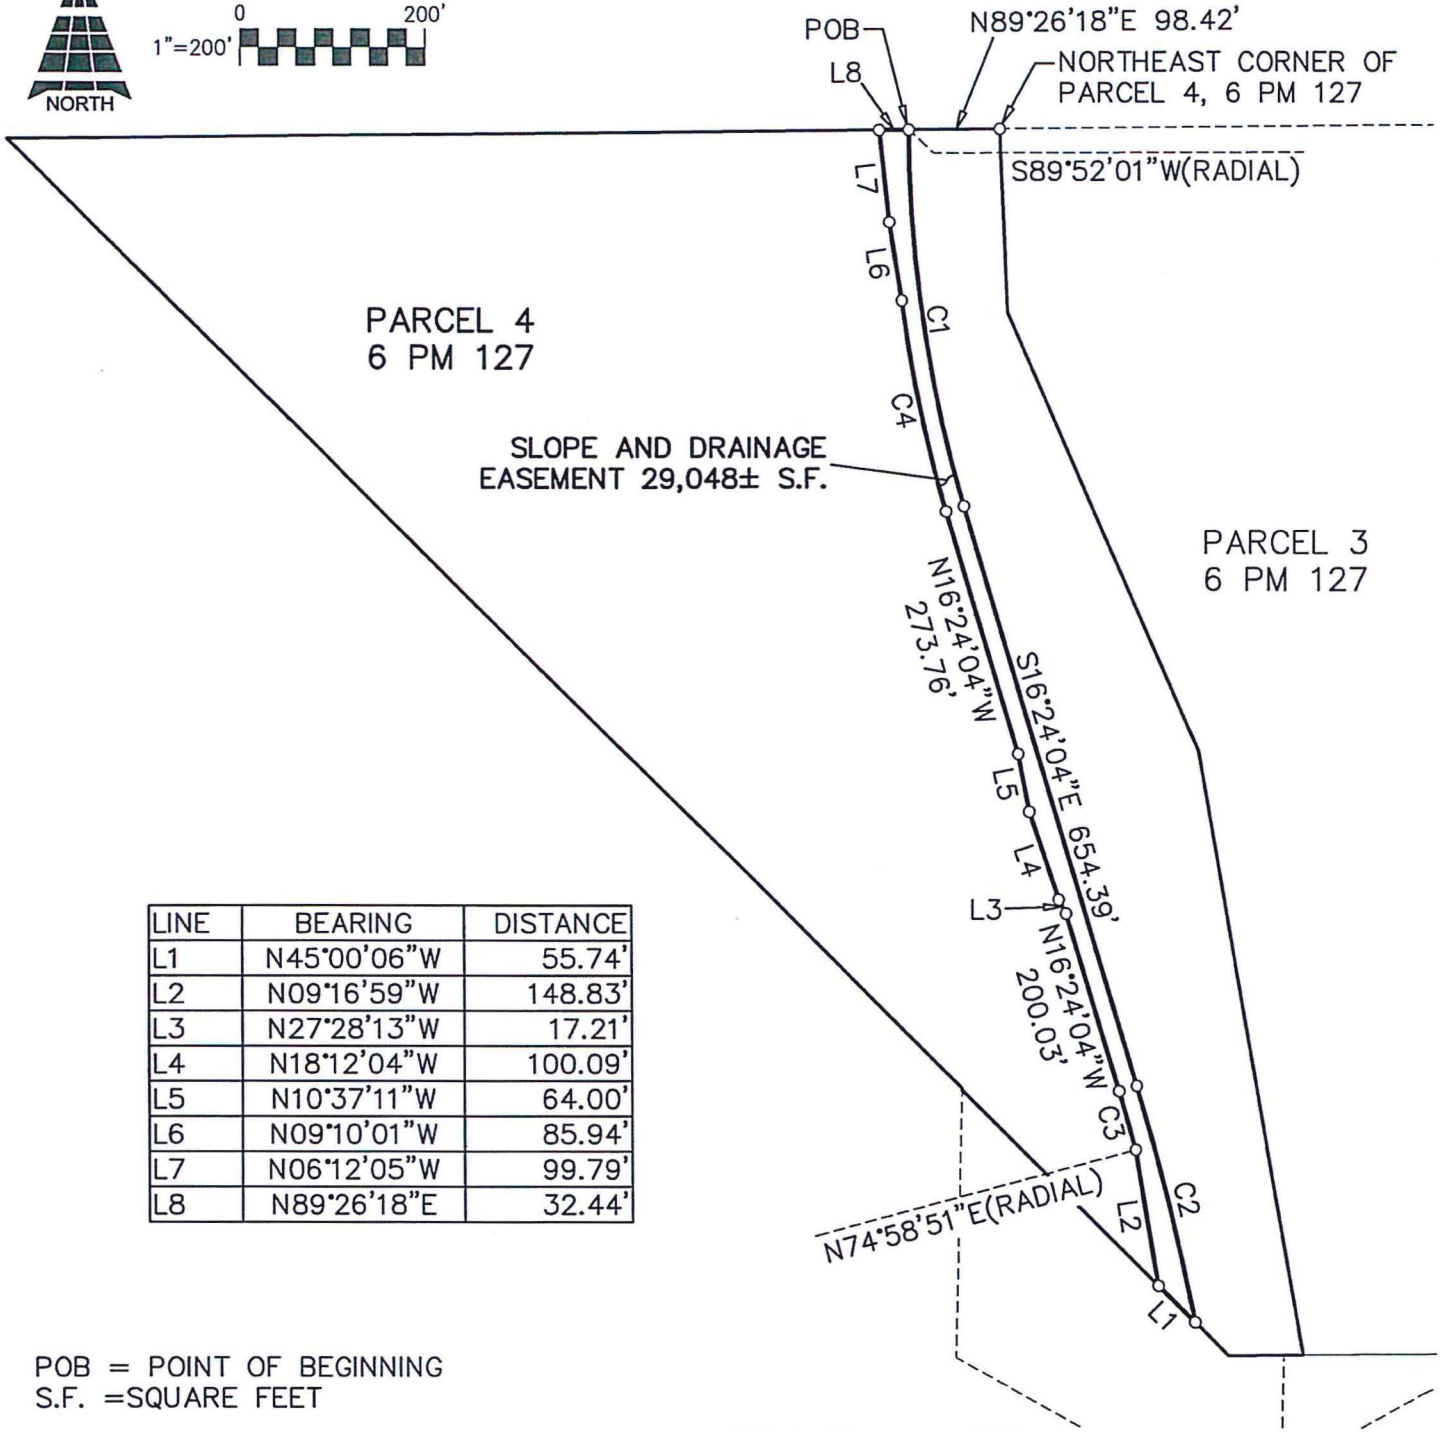 0 200'
1"=200'
NORTH
POB
L8
N89°26'18"E 98.42'
NORTHEAST CORNER OF
PARCEL 4, 6 PM 127
S89°52'01"W(RADIAL)
L7
L6
C1
C4
PARCEL 4
6 PM 127
SLOPE AND DRAINAGE
EASEMENT 29,048± S.F.
PARCEL 3
6 PM 127
N16°24'04"W
273.76'
S16°24'04"E 654.39'
L5
L4
L3
N16°24'04"W
200.03'
C3
N74°58'51"E(RADIAL)
L2
C2
L1
LINE BEARING DISTANCE
L1 N45°00'06"W 55.74'
L2 N09°16'59"W 148.83'
L3 N27°28'13"W 17.21'
L4 N18°12'04"W 100.09'
L5 N10°37'11"W 64.00'
L6 N09°10'01"W 85.94'
L7 N06°12'05"W 99.79'
L8 N89°26'18"E 32.44'
POB = POINT OF BEGINNING
S.F. =SQUARE FEET